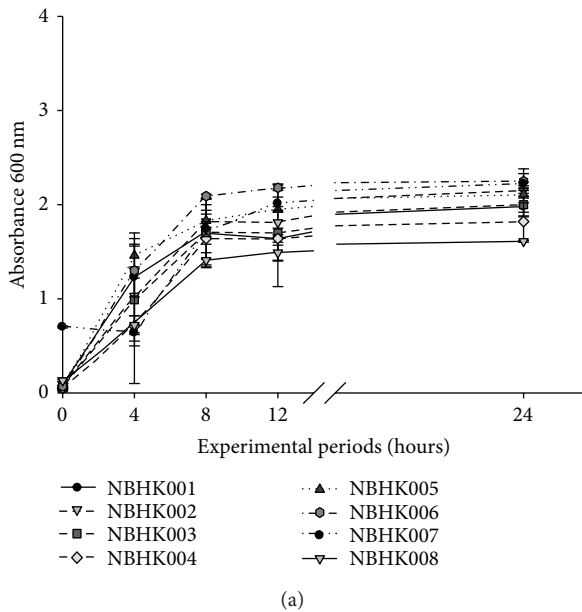 4
3
2
1
0
Absorbance 600 nm
0 4 8 12 24
Experimental periods (hours)
NBHK001 NBHK005
NBHK002 NBHK006
NBHK003 NBHK007
NBHK004 NBHK008
(a)